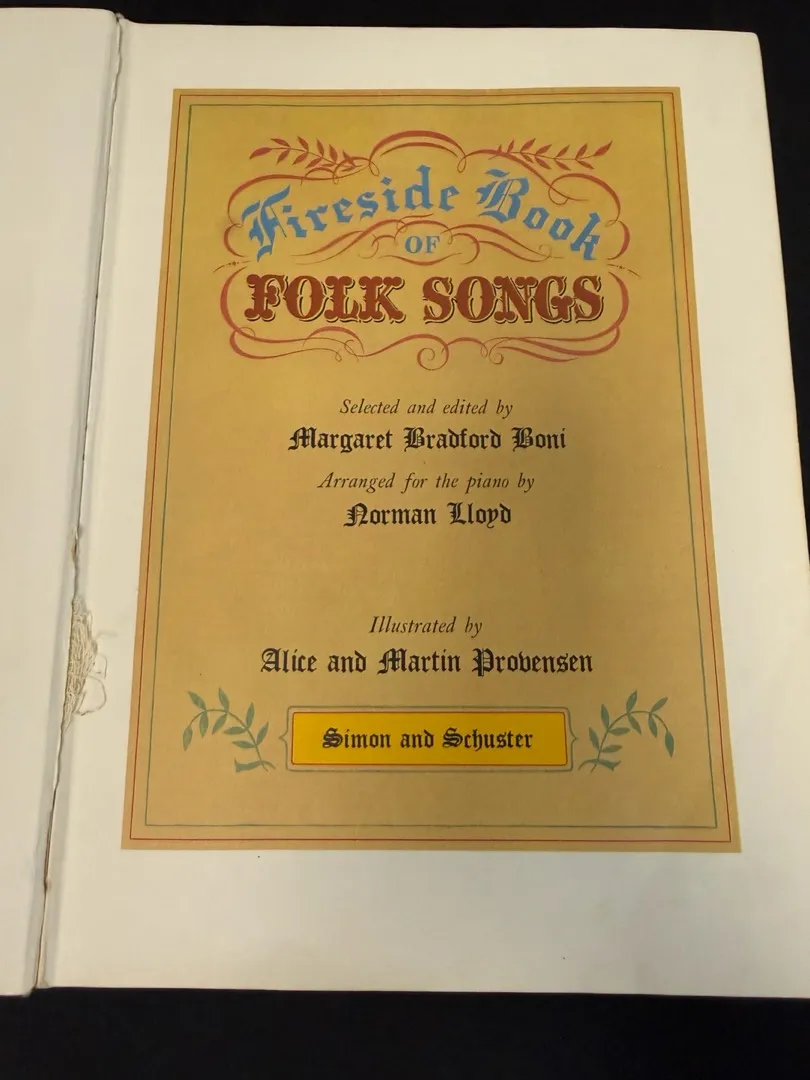 Fireside Book
OF
FOLK SONGS
Selected and edited by
Margaret Bradford Boni
Arranged for the piano by
Norman Lloyd
Illustrated by
Alice and Martin Provensen
Simon and Schuster